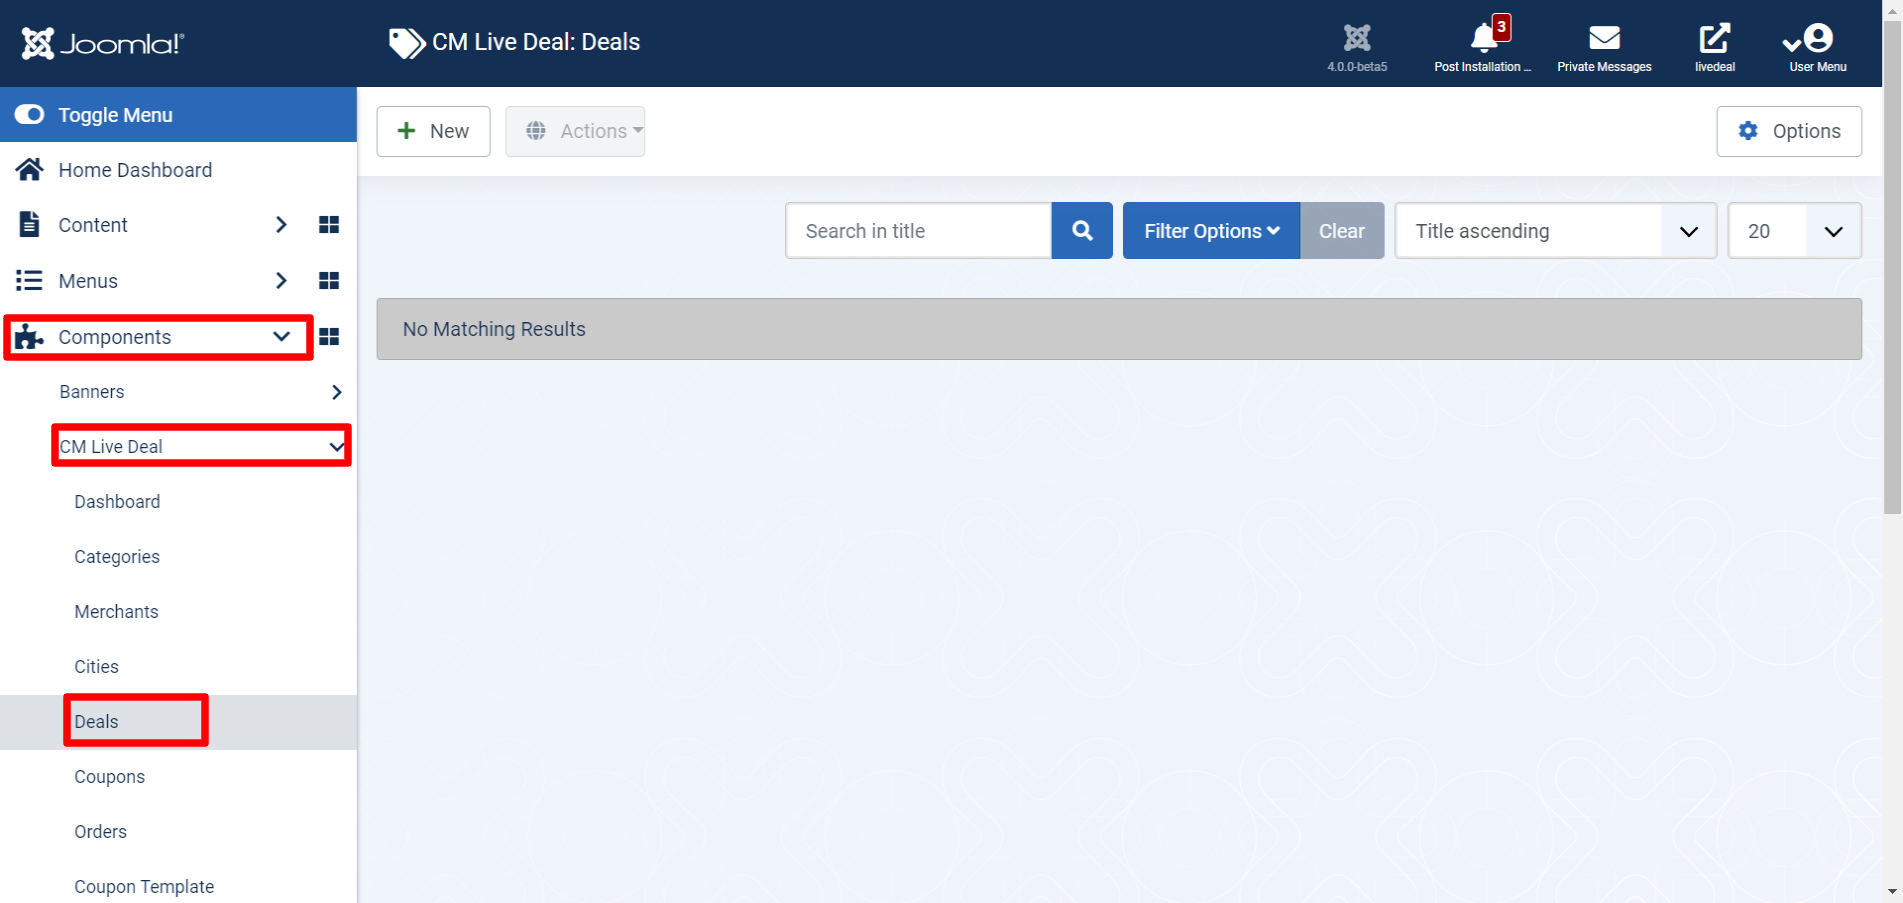 Joomla!®
CM Live Deal: Deals
4.0.0-beta5
3
Post Installation ...
Private Messages
livedeal
User Menu
Toggle Menu
New
Actions
Options
Home Dashboard
Content
Menus
Components
Banners
CM Live Deal
Dashboard
Categories
Merchants
Cities
Deals
Coupons
Orders
Coupon Template
Search in title
Filter Options
Clear
Title ascending
20
No Matching Results